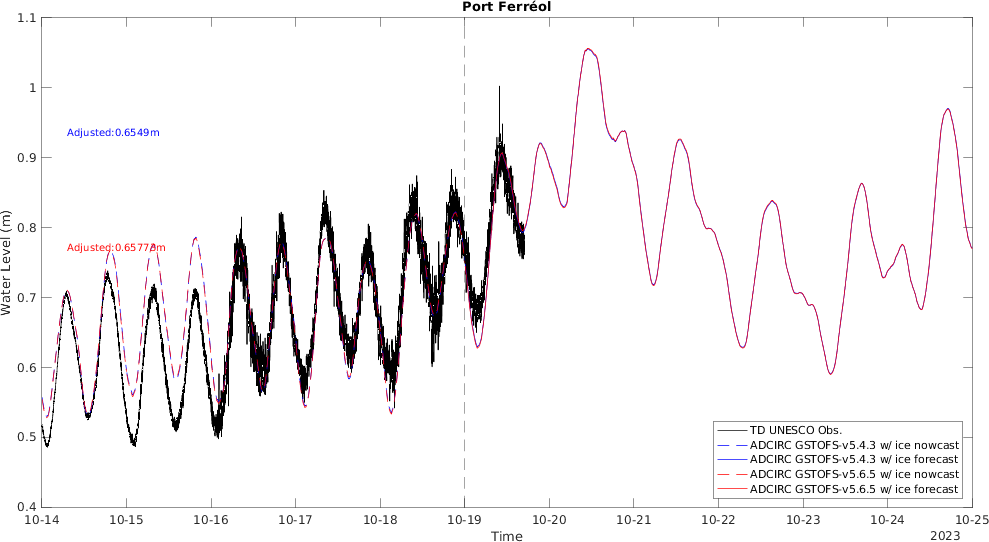 Port Ferréol
1.1
1
0.9
0.8
0.7
0.6
0.5
0.4
Water Level (m)
Adjusted:0.6549m
10-14
10-15
10-16
10-17
10-18
10-19
10-20
10-21
10-22
10-23
10-24
10-25
Time
2023
TD UNESCO Obs.
ADCIRC GSTOFS-v5.4.3 w/ ice nowcast
ADCIRC GSTOFS-v5.4.3 w/ ice forecast
ADCIRC GSTOFS-v5.6.5 w/ ice nowcast
ADCIRC GSTOFS-v5.6.5 w/ ice forecast